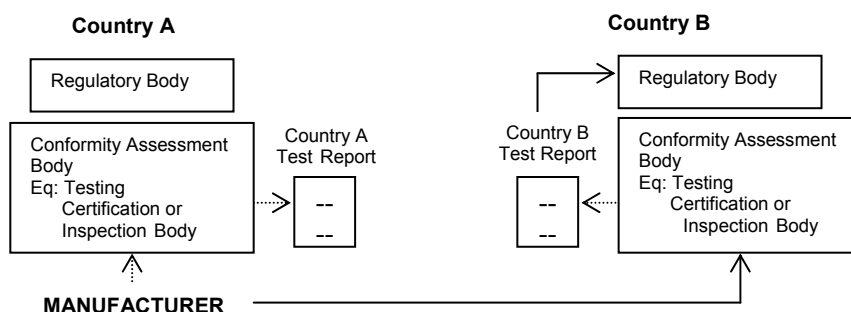 Country A
Regulatory Body
Conformity Assessment
Body
Eq: Testing
Certification or
Inspection Body
Country A
Test Report
--
--
MANUFACTURER
Country B
Regulatory Body
Country B
Test Report
--
--
Conformity Assessment
Body
Eq: Testing
Certification or
Inspection Body